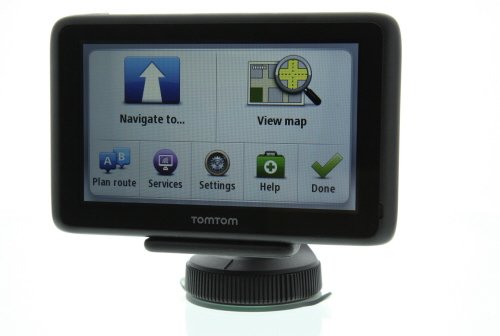 Navigate to...
View map
A B
Plan route
Services
Settings
Help
Done
TOMTOM